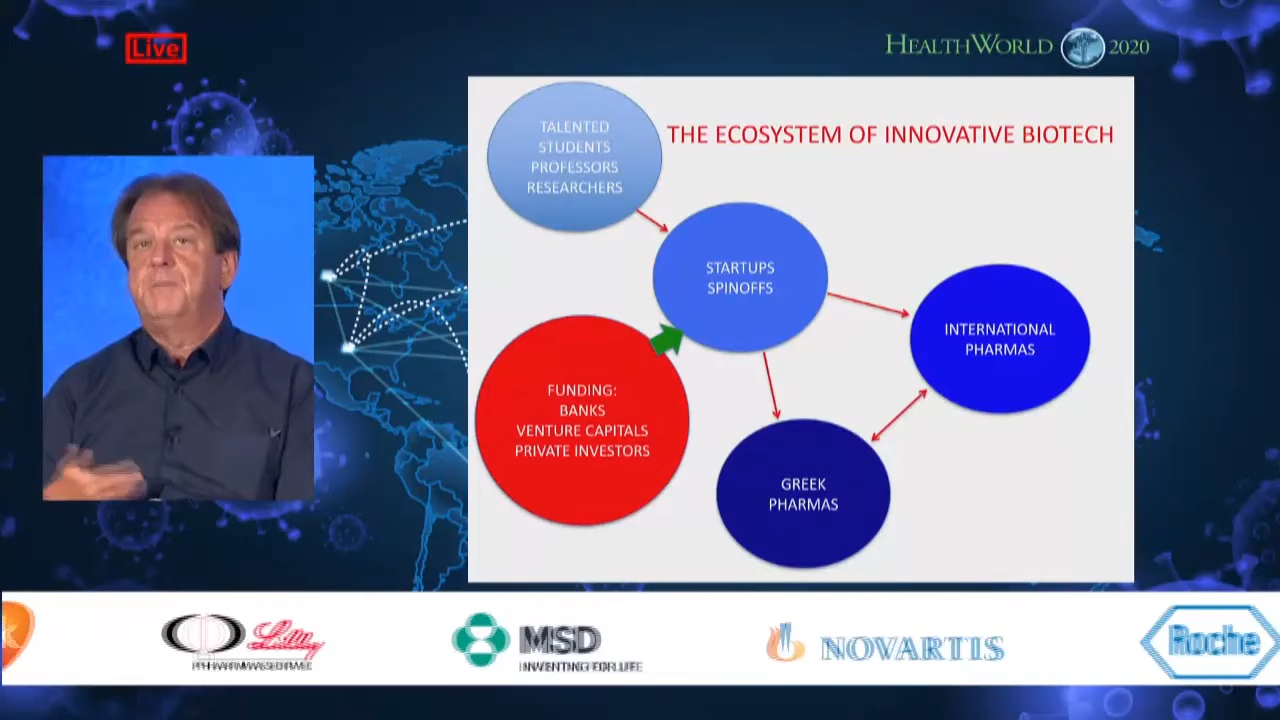 Live
HEALTHWORLD 2020
THE ECOSYSTEM OF INNOVATIVE BIOTECH
TALENTED
STUDENTS
PROFESSORS
RESEARCHERS
STARTUPS
SPINOFFS
INTERNATIONAL
PHARMAS
FUNDING:
BANKS
VENTURE CAPITALS
PRIVATE INVESTORS
GREEK
PHARMAS
Lilly
MSD
INVENTING FOR LIFE
NOVARTIS
Roche